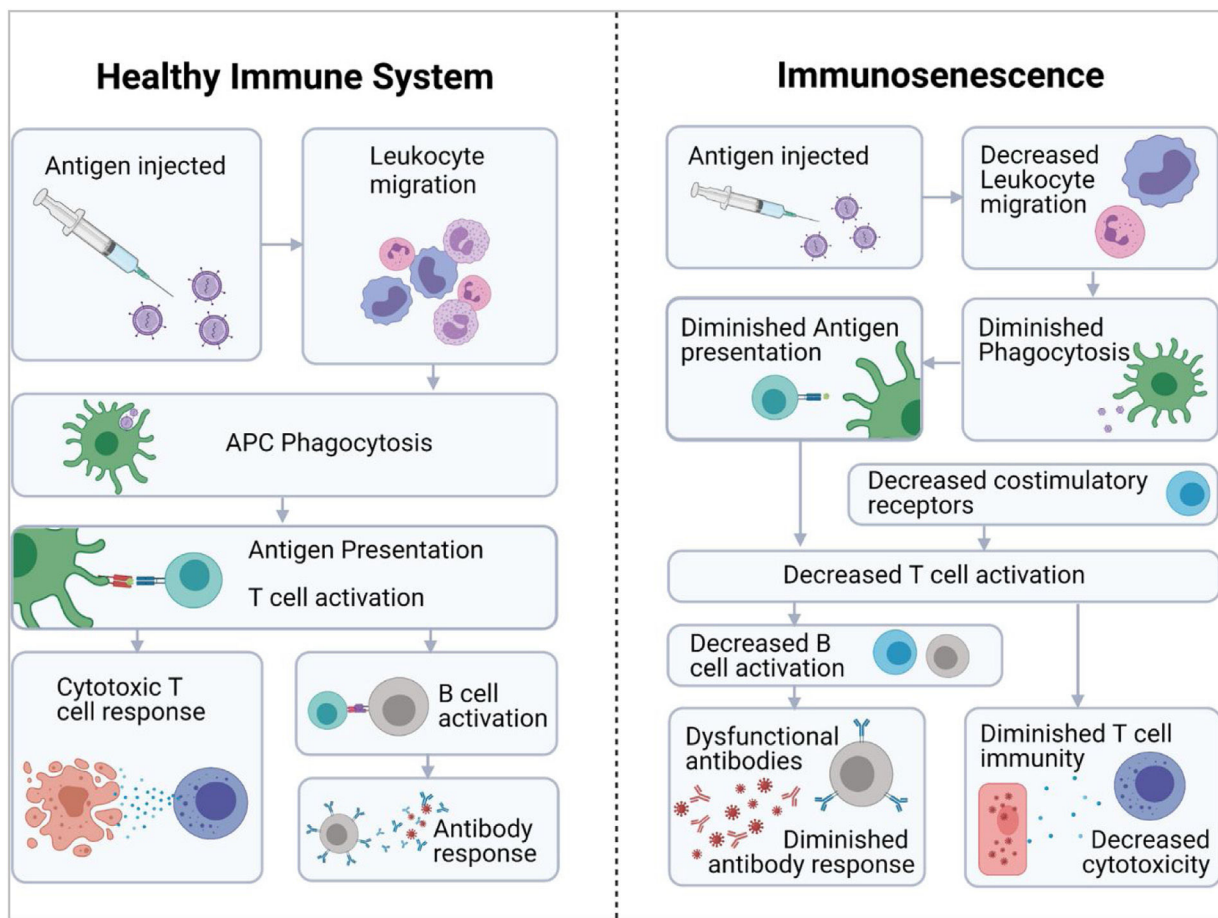 Healthy Immune System
Antigen injected
Leukocyte
migration
APC Phagocytosis
Antigen Presentation
T cell activation
Cytotoxic T
cell response
B cell
activation
Antibody
response
Immunosenescence
Antigen injected
Decreased
Leukocyte
migration
Diminished Antigen
presentation
Diminished
Phagocytosis
Decreased costimulatory
receptors
Decreased T cell activation
Decreased B
cell activation
Dysfunctional
antibodies
Diminished
antibody response
Diminished T cell
immunity
Decreased
cytotoxicity